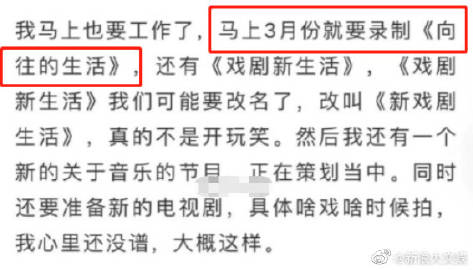 我马上也要工作了，马上3月份就要录制《向
往的生活》，还有《戏剧新生活》，《戏剧
新生活》我们可能要改名了，改叫《新戏剧
生活》，真的不是开玩笑。然后我还有一个
新的关于音乐的节目 正在策划当中。同时
还要准备新的电视剧，具体啥戏啥时候拍，
我心里还没谱，大概这样。